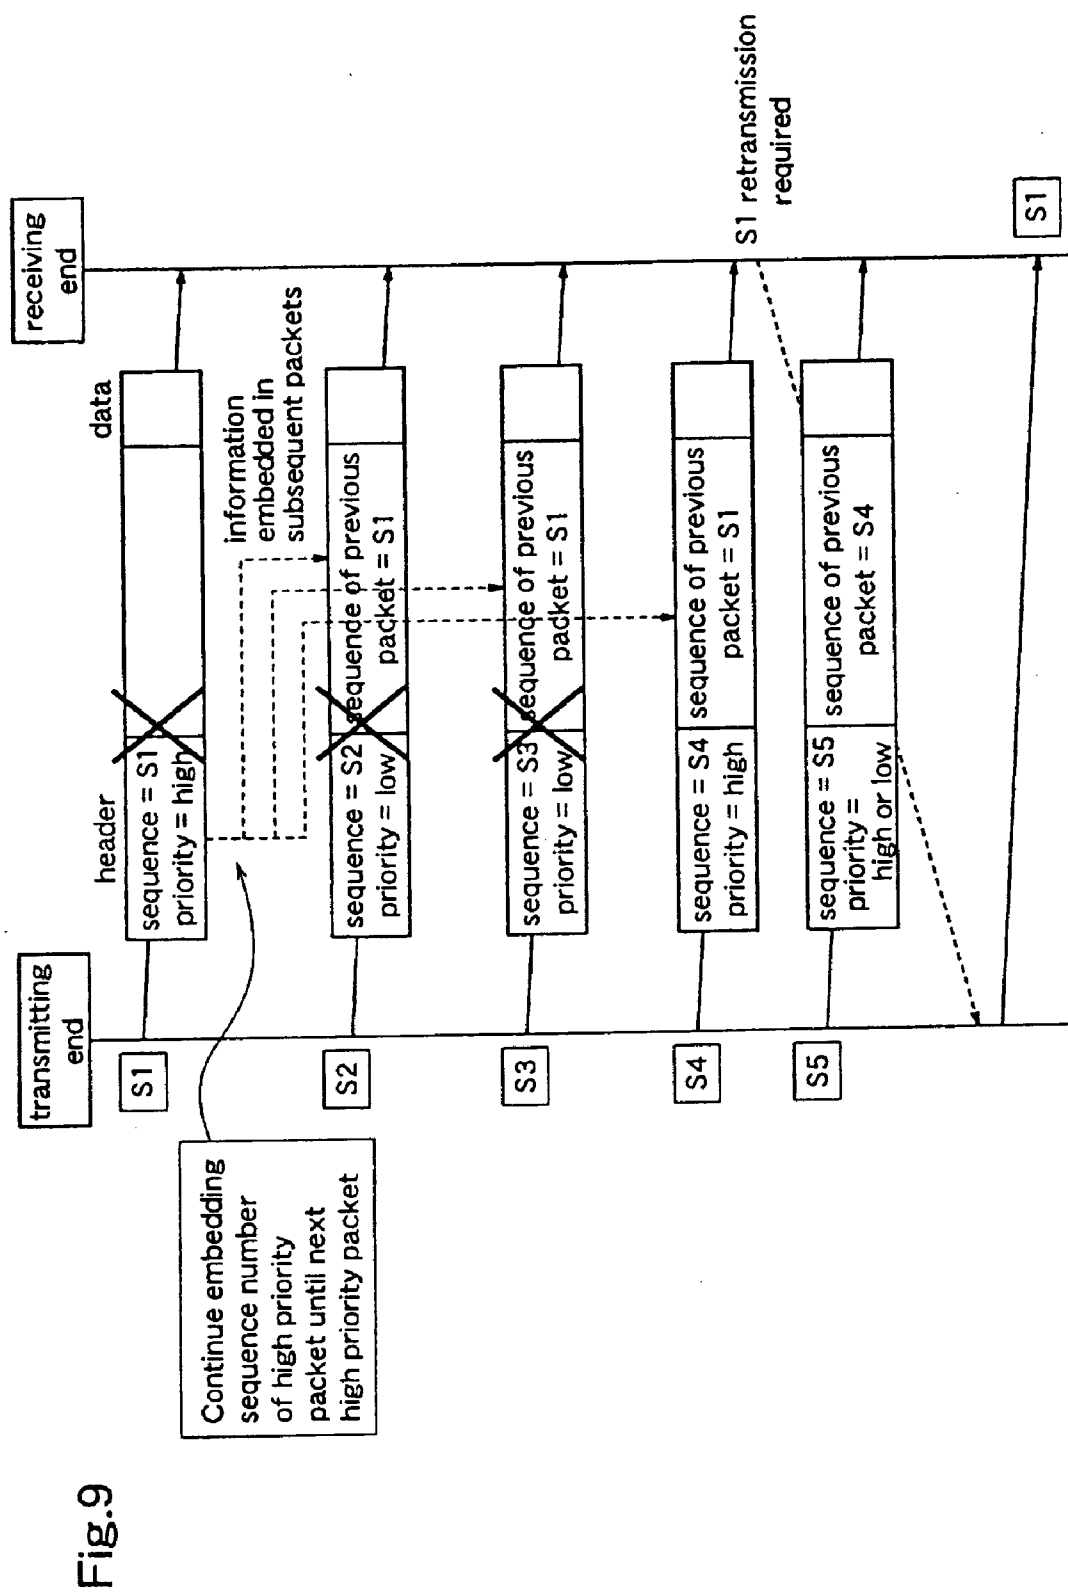 Fig.9
transmitting
end
receiving
end
header
data
S1
sequence = S1
priority = high
information
embedded in
subsequent packets
Continue embedding
sequence number
of high priority
packet until next
high priority packet
S2
sequence = S2
priority = low
sequence of previous
packet = S1
S3
sequence = S3
priority = low
sequence of previous
packet = S1
S4
sequence = S4
priority = high
sequence of previous
packet = S1
S1 retransmission
required
S5
sequence = S5
priority =
high or low
sequence of previous
packet = S4
S1